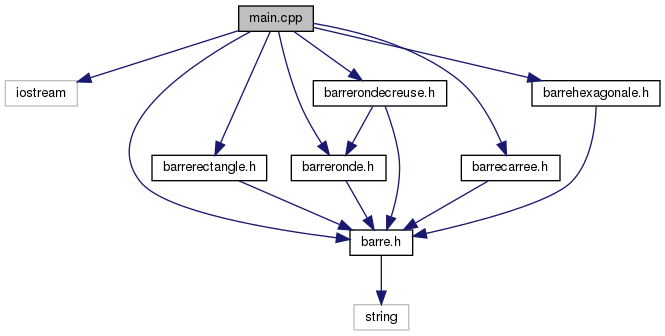 main.cpp
iostream
barrerondecreuse.h
barrehexagonale.h
barrerectangle.h
barreronde.h
barrecarree.h
barre.h
string